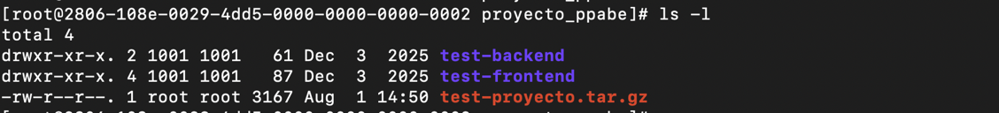 [root@2806-108e-0029-4dd5-0000-0000-0000-0002 proyecto_ppabe]# ls -l
total 4
drwxr-xr-x. 2 1001 1001   61 Dec  3  2025 test-backend
drwxr-xr-x. 4 1001 1001   87 Dec  3  2025 test-frontend
-rw-r--r--. 1 root root 3167 Aug  1 14:50 test-proyecto.tar.gz